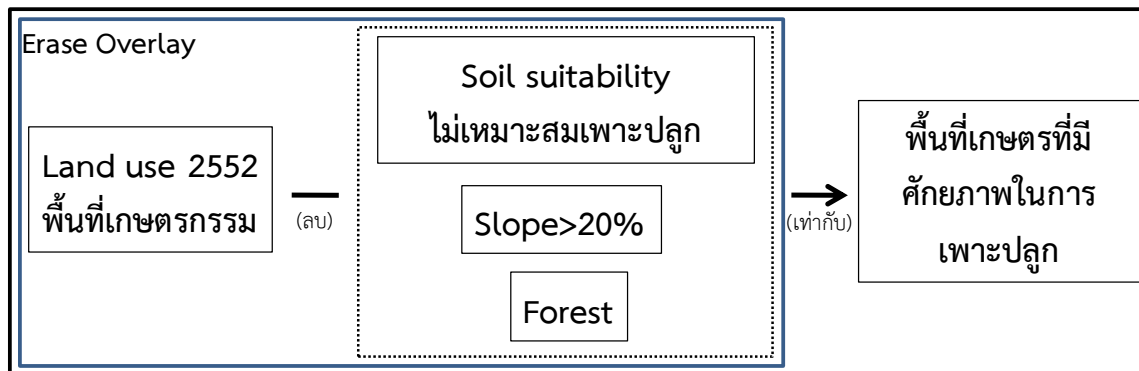 Erase Overlay
Land use 2552
พื้นที่เกษตรกรรม
(ลบ)
Soil suitability
ไม่เหมาะสมเพาะปลูก
Slope>20%
Forest
(เท่ากับ)
พื้นที่เกษตรที่มี
ศักยภาพในการ
เพาะปลูก